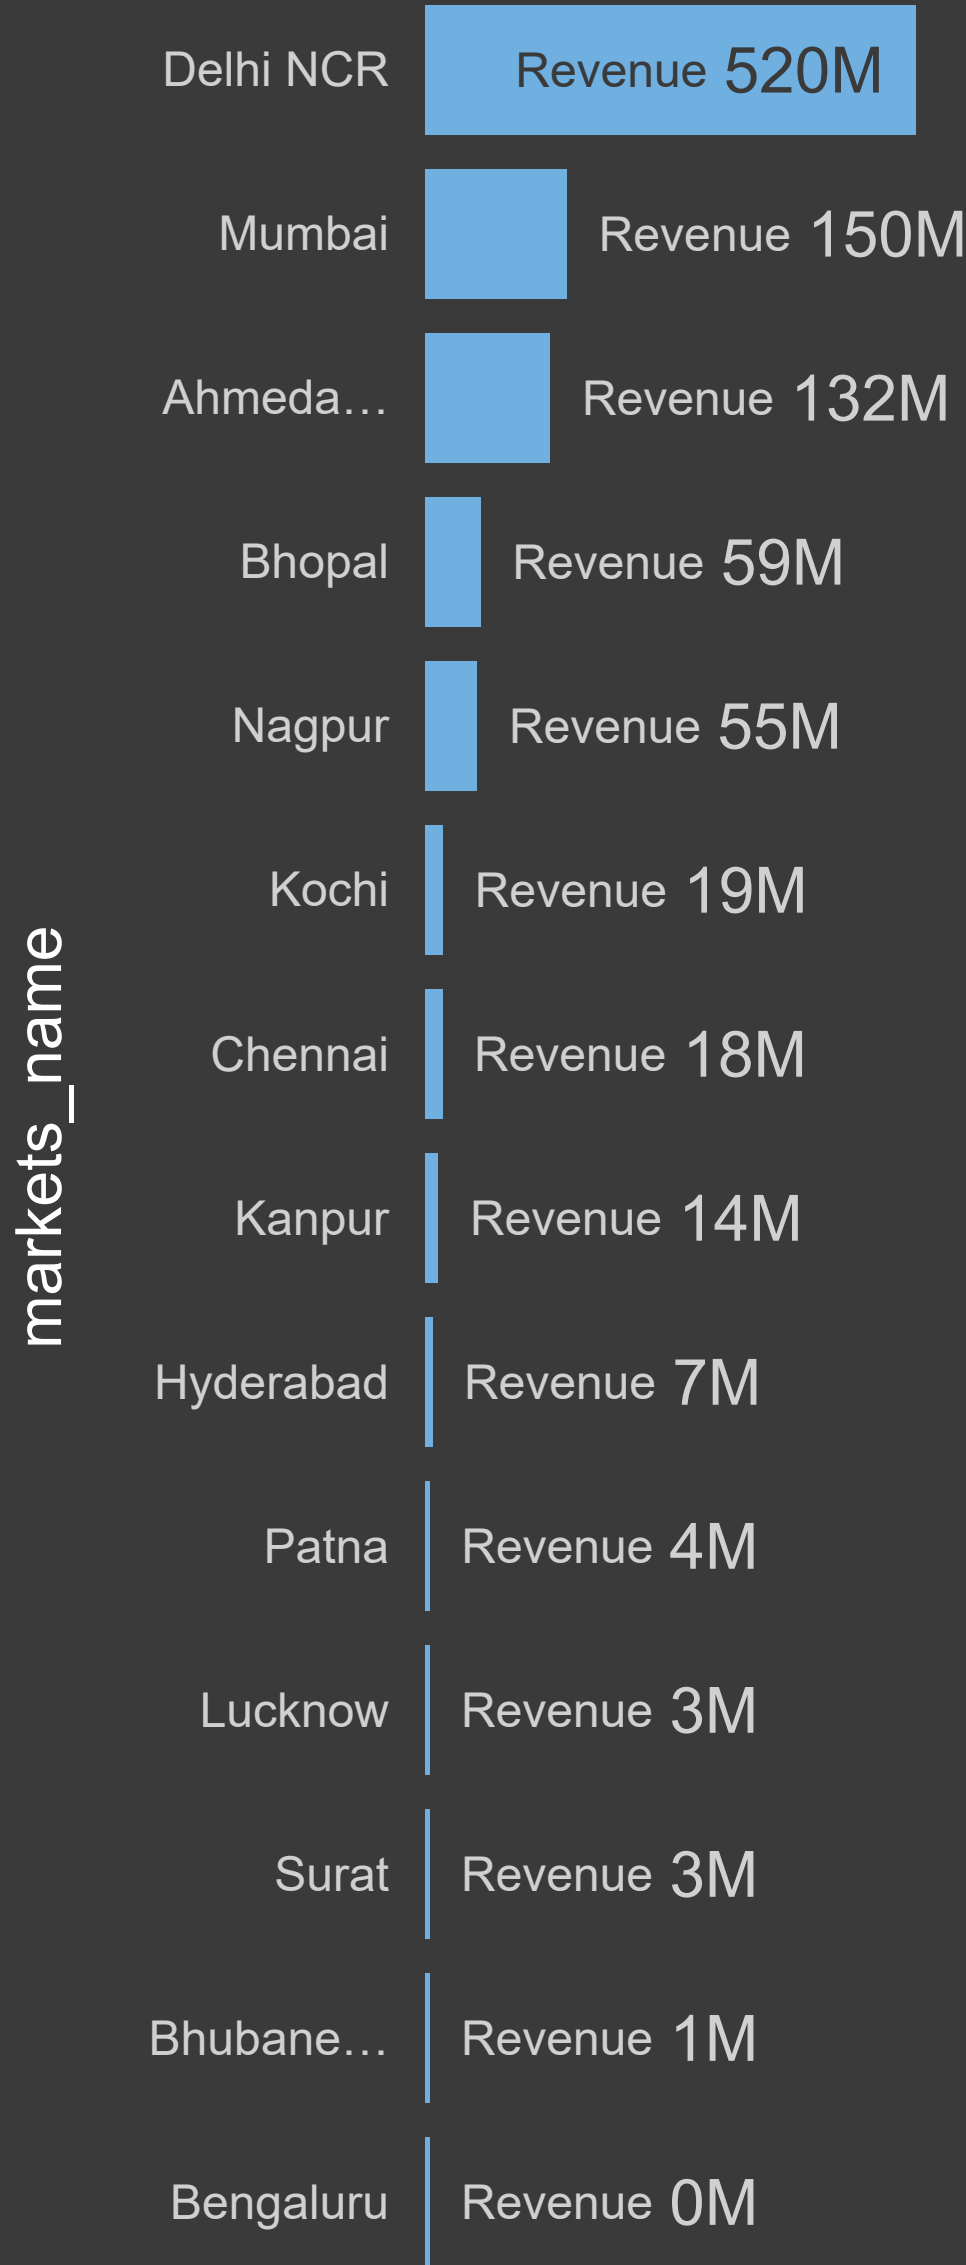 markets_name
Delhi NCR Revenue 520M
Mumbai Revenue 150M
Ahmeda… Revenue 132M
Bhopal Revenue 59M
Nagpur Revenue 55M
Kochi Revenue 19M
Chennai Revenue 18M
Kanpur Revenue 14M
Hyderabad Revenue 7M
Patna Revenue 4M
Lucknow Revenue 3M
Surat Revenue 3M
Bhubane… Revenue 1M
Bengaluru Revenue 0M